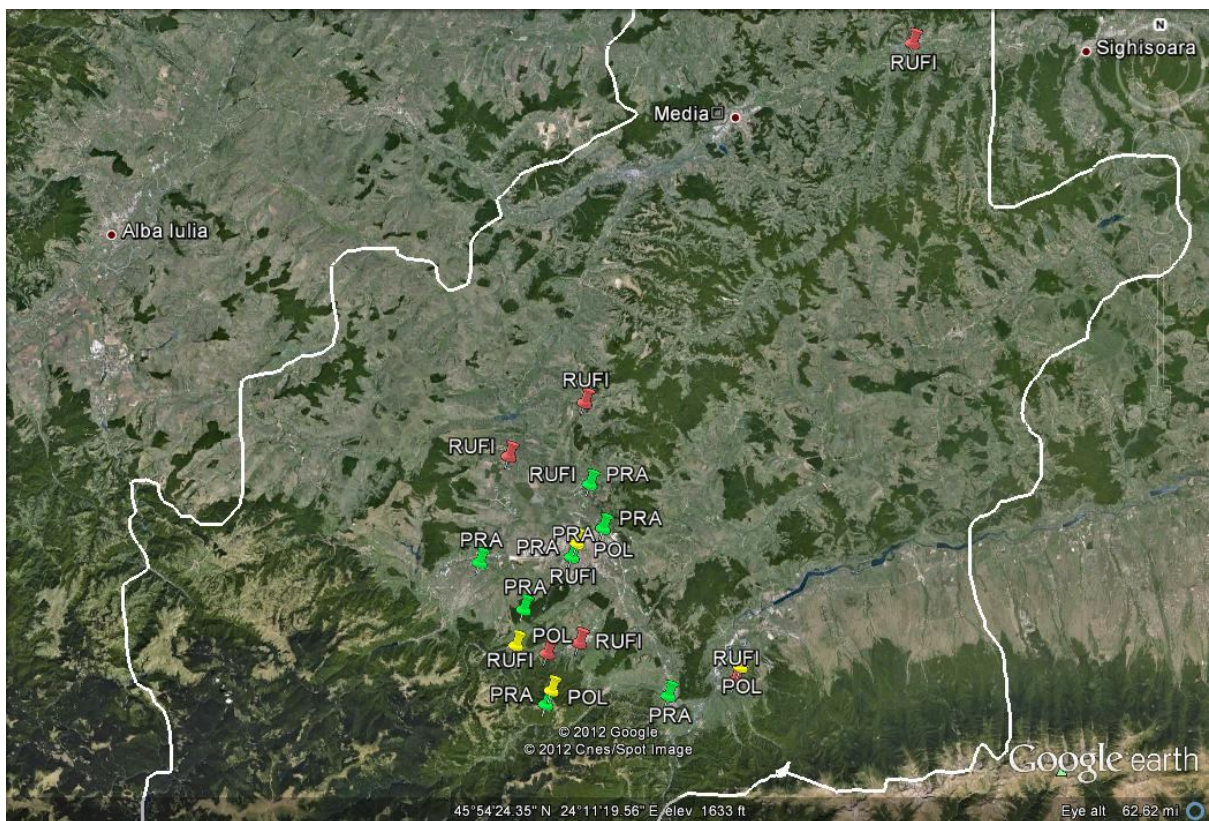 N
Sighisoara
RUFI
Media
Alba Iulia
RUFI
RUFI
RUFI PRA
PRA
PRA
PRA PRA POL
RUFI
PRA
POL RUFI
RUFI
RUFI
POL
PRA POL
PRA
© 2012 Google
© 2012 Cnes/Spot Image
Google earth
45°54'24.35" N 24°11'19.56" E elev 1633 ft
Eye alt 62.62 mi